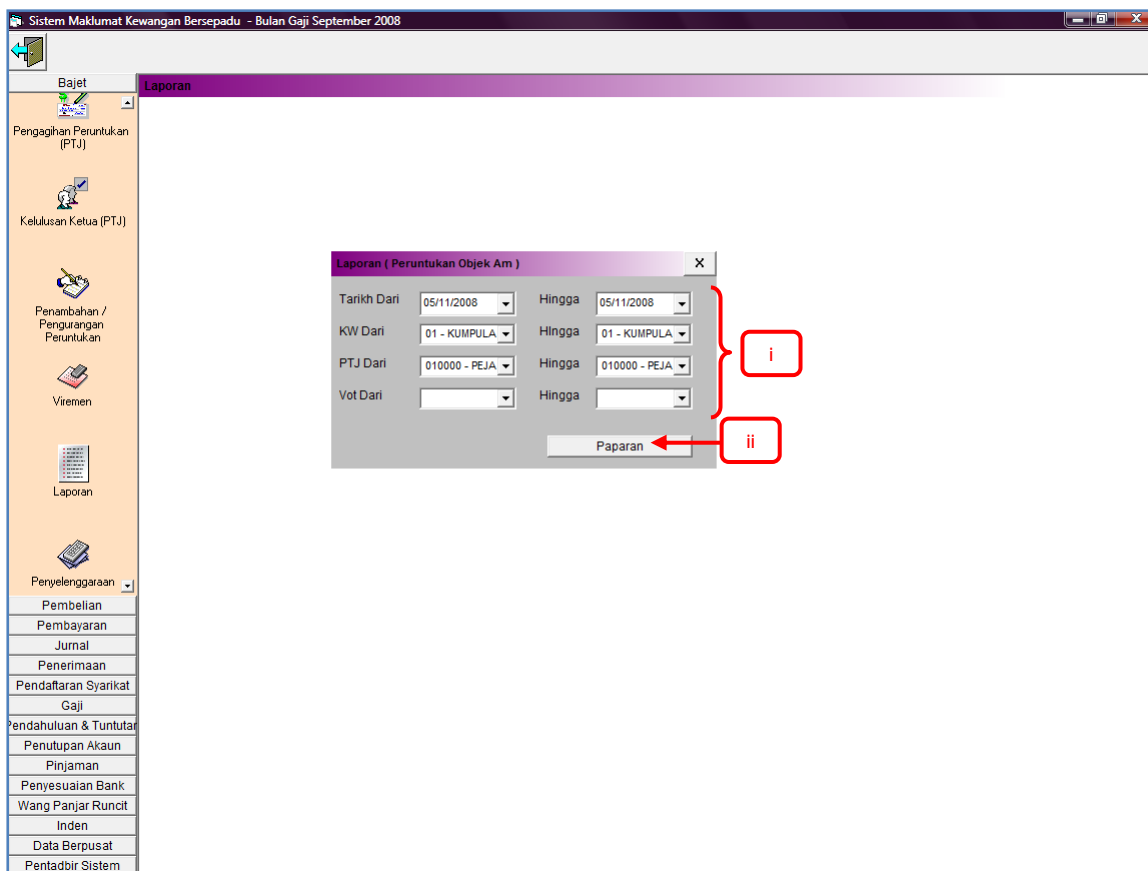 Sistem Maklumat Kewangan Bersepadu - Bulan Gaji September 2008
Bajet
Laporan
Pengagihan Peruntukan
(PTJ)
Kelulusan Ketua (PTJ)
Penambahan /
Pengurangan
Peruntukan
Viremen
Laporan
Penyelenggaraan
Pembelian
Pembayaran
Jurnal
Penerimaan
Pendaftaran Syarikat
Gaji
Pendahuluan & Tuntutan
Penutupan Akaun
Pinjaman
Penyesuaian Bank
Wang Panjar Runcit
Inden
Data Berpusat
Pentadbir Sistem
Laporan ( Peruntukan Objek Am ) X
Tarikh Dari 05/11/2008 Hingga 05/11/2008
KW Dari 01 - KUMPULA HIngga 01 - KUMPULA
PTJ Dari 010000 - PEJA Hingga 010000 - PEJA
Vot Dari Hingga
i
Paparan
ii